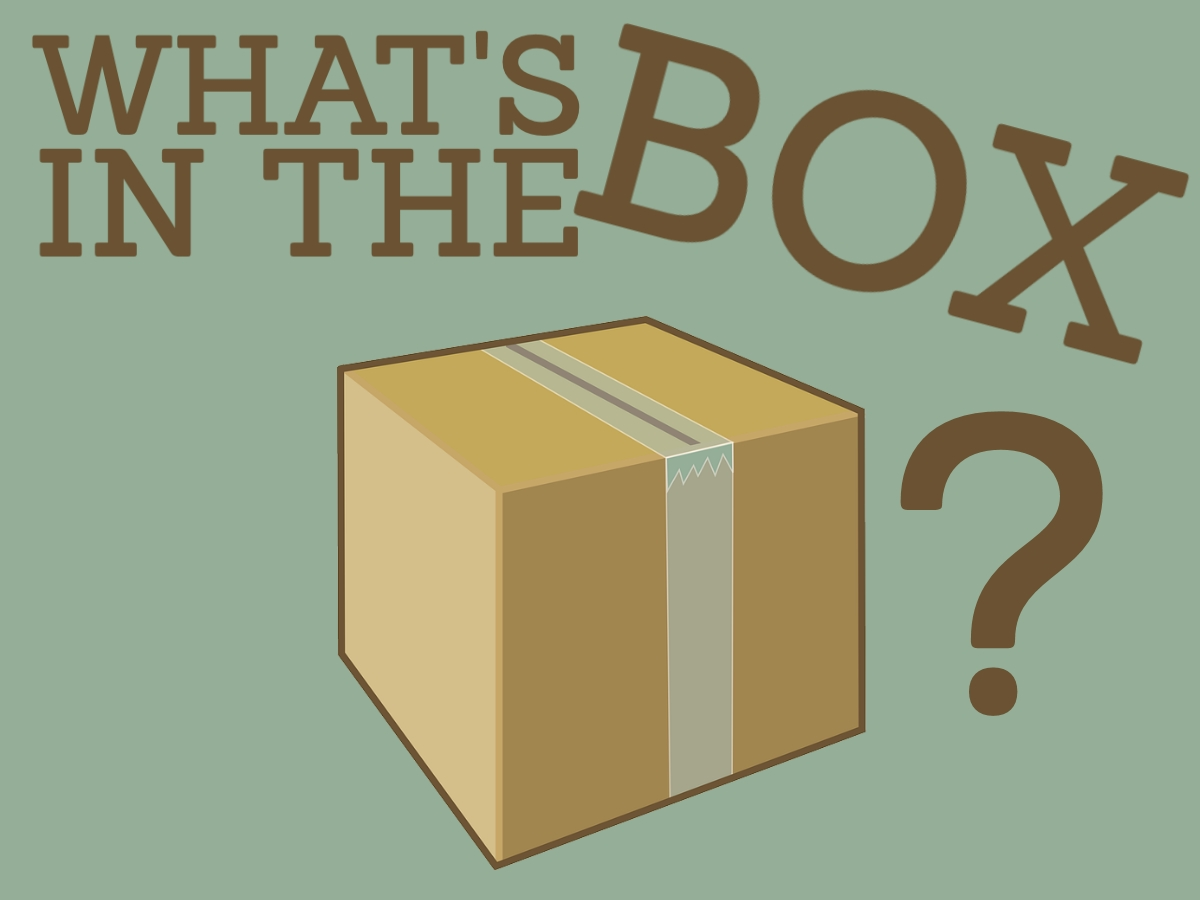 WHAT'S
IN THE
BOX
?